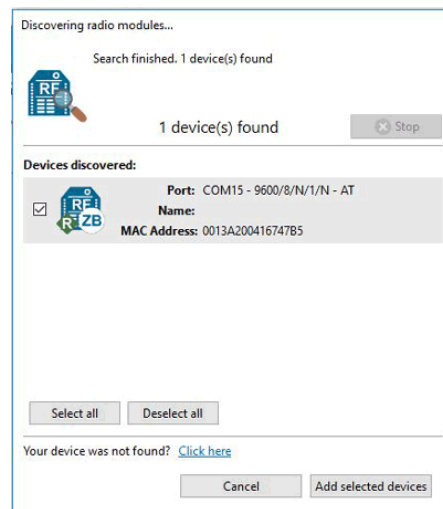 Discovering radio modules...
Search finished. 1 device(s) found
RF
1 device(s) found
Stop
Devices discovered:
RF
R
ZB
Port: COM15 - 9600/8/N/1/N - AT
Name:
MAC Address: 0013A200416747B5
Select all
Deselect all
Your device was not found? Click here
Cancel
Add selected devices